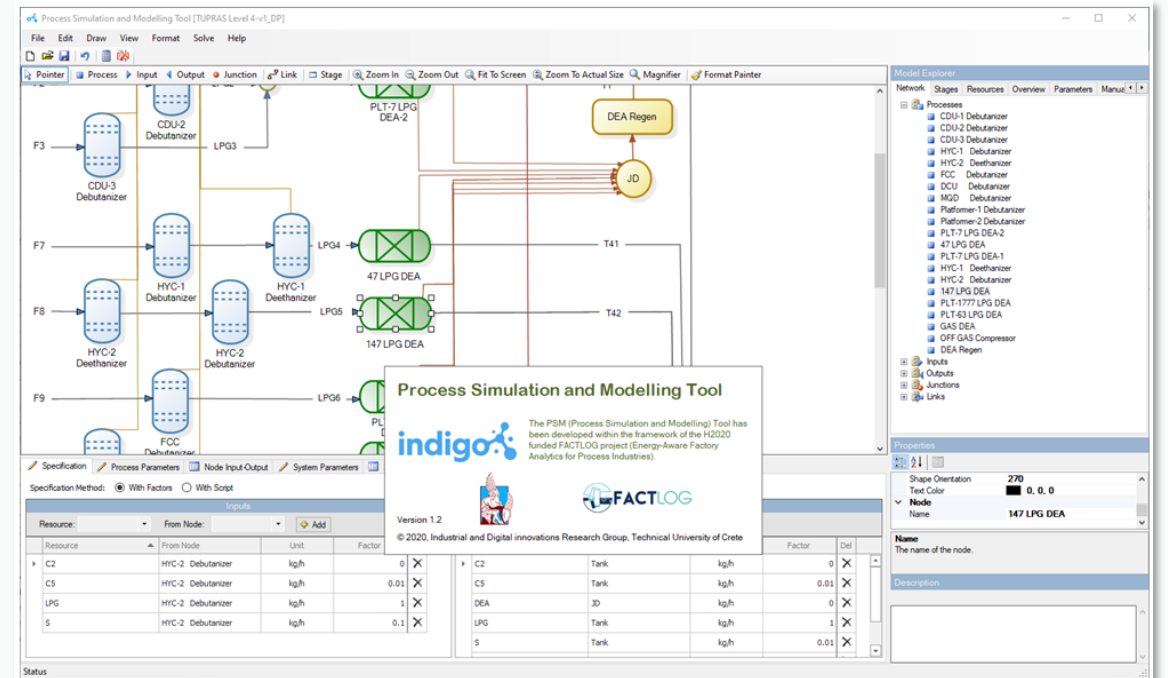 Process Simulation and Modelling Tool [TUPRAS Level 4-v1_DP]
File Edit Draw View Format Solve Help
Pointer Process Input Output Junction Link Stage Zoom In Zoom Out Fit To Screen Zoom To Actual Size Magnifier Format Painter
PLT-7 LPG
DEA-2
DEA Regen
CDU-2
Debutanizer
F3
LPG3
JD
CDU-3
Debutanizer
F7
LPG4
T41
47 LPG DEA
HYC-1
Debutanizer
HYC-1
Deethanizer
F8
LPG5
T42
147 LPG DEA
HYC-2
Deethanizer
HYC-2
Debutanizer
F9
LPG6
FCC
Debutanizer
Process Simulation and Modelling Tool
indigo
The PSM (Process Simulation and Modelling) Tool has
been developed within the framework of the H2020
funded FACTLOG project (Energy-Aware Factory
Analytics for Process Industries).
FACTLOG
Version 1.2
© 2020, Industrial and Digital innovations Research Group, Technical University of Crete
Model Explorer
Network Stages Resources Overview Parameters
Processes
CDU-1 Debutanizer
CDU-2 Debutanizer
CDU-3 Debutanizer
HYC-1 Debutanizer
HYC-2 Deethanizer
FCC Debutanizer
DCU Debutanizer
MQD Debutanizer
Platformer-1 Debutanizer
Platformer-2 Debutanizer
PLT-7 LPG DEA-2
47 LPG DEA
PLT-7 LPG DEA-1
HYC-1 Deethanizer
HYC-2 Debutanizer
147 LPG DEA
PLT-1777 LPG DEA
PLT-63 LPG DEA
GAS DEA
OFF GAS Compressor
DEA Regen
Inputs
Outputs
Junctions
Links
Properties
Shape Orientation 270
Text Color 0, 0, 0
Node
Name 147 LPG DEA
Name
The name of the node.
Description
Specification Process Parameters Node Input-Output System Parameters
Specification Method: With Factors With Script
Inputs
Resource: From Node: Add
Resource From Node Unit Factor
C2 HYC-2 Debutanizer kg/h 0
C5 HYC-2 Debutanizer kg/h 0.01
LPG HYC-2 Debutanizer kg/h 1
S HYC-2 Debutanizer kg/h 0.1
Factor Del
C2 Tank kg/h 0
C5 Tank kg/h 0.01
DEA JD kg/h 0
LPG Tank kg/h 1
S Tank kg/h 0.01
Status